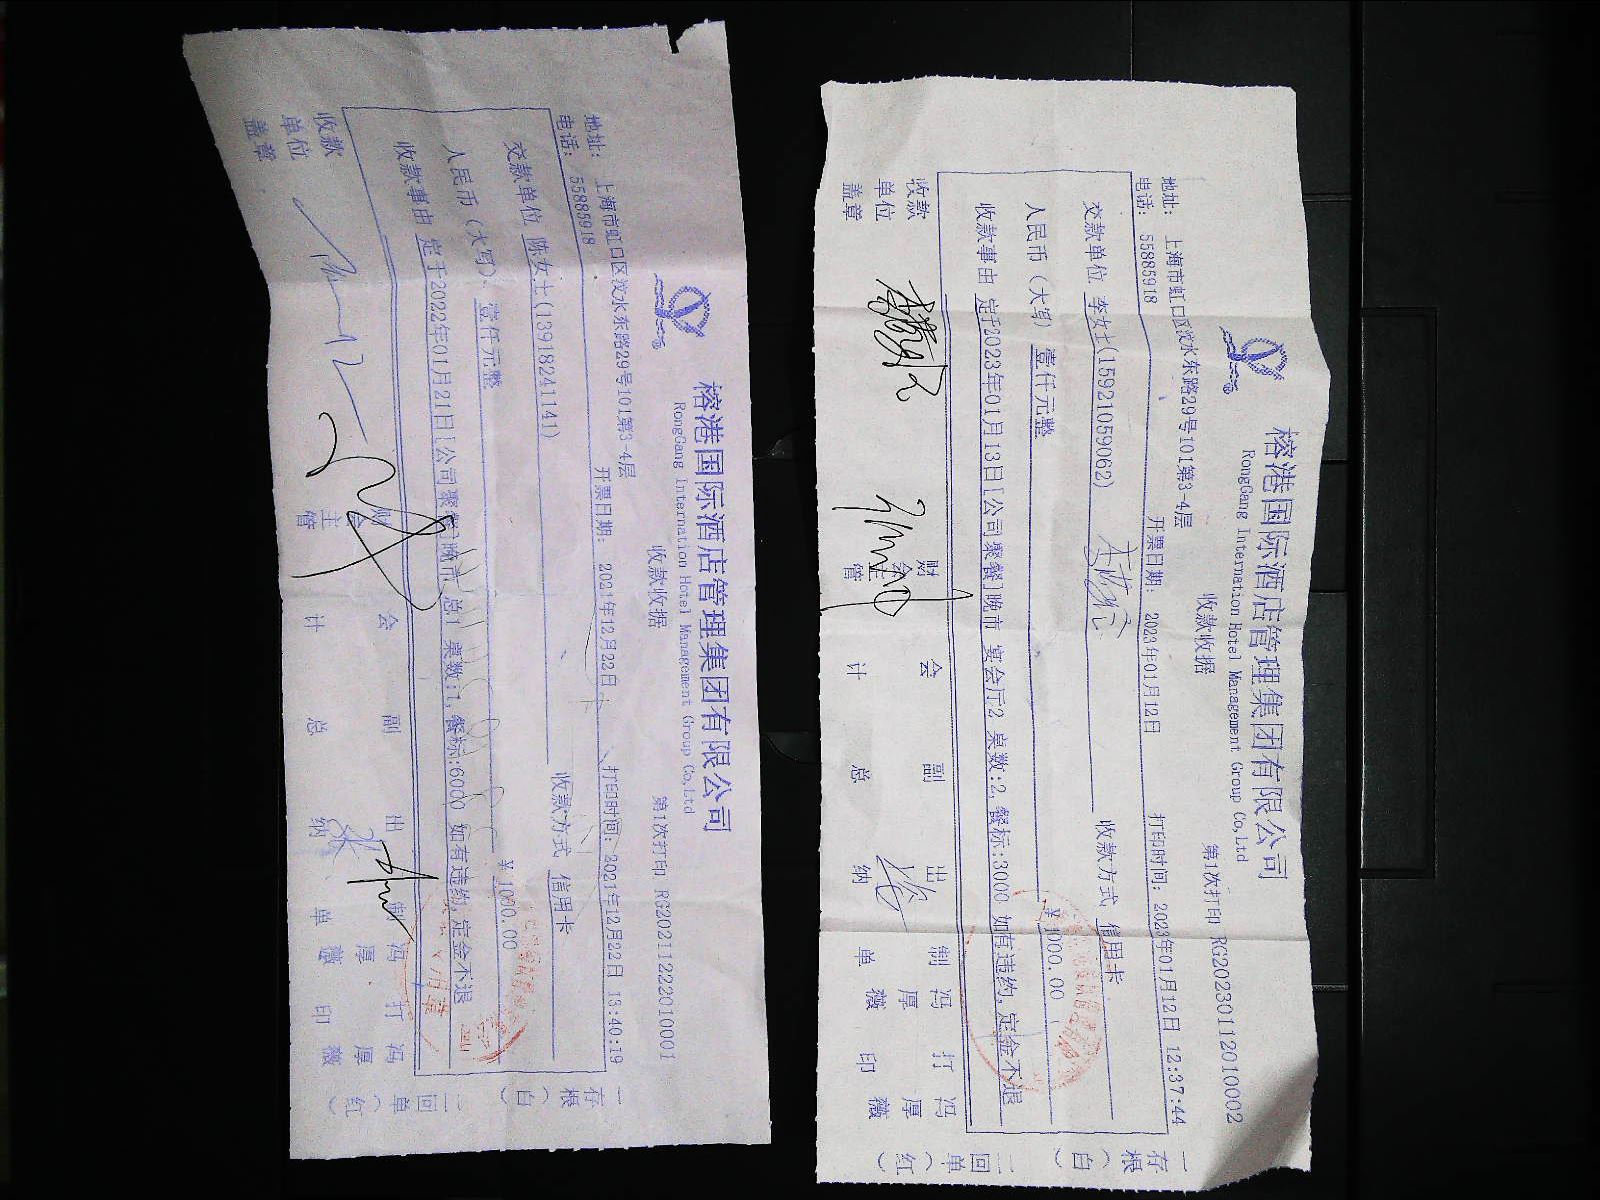 榕港国际酒店管理集团有限公司
RongGang International Hotel Management Group Co,Ltd
收款收据
第1次打印 RG20211222010001
地址: 上海市虹口区汶水东路29号101第3-4层
电话: 55885918
开票日期: 2021年12月22日
打印时间: 2021年12月22日 13:40:19
交款单位 陈女士(13918241141)
收款方式 信用卡
人民币(大写) 壹仟元整
¥ 1000.00
收款事由 定于2022年01月21日[公司聚餐]晚市 总1 桌数:1, 餐标:6000 如有违约,定金不退
收款单位盖章
财会主管
会计
副总
出纳
制单 冯厚薇
打印 冯厚薇
一存根(白)
二回单(红)
榕港国际酒店管理集团有限公司
RongGang International Hotel Management Group Co,Ltd
收款收据
第1次打印 RG20230112010002
地址: 上海市虹口区汶水东路29号101第3-4层
电话: 55885918
开票日期: 2023年01月12日
打印时间: 2023年01月12日 12:37:44
交款单位 李女士(15921059062)
收款方式 信用卡
人民币(大写) 壹仟元整
¥ 1000.00
收款事由 定于2023年01月13日[公司聚餐]晚市 宴会厅2 桌数:2, 餐标:3000 如有违约,定金不退
收款单位盖章
财会主管
会计
副总
出纳
制单 冯厚薇
打印 冯厚薇
一存根(白)
二回单(红)